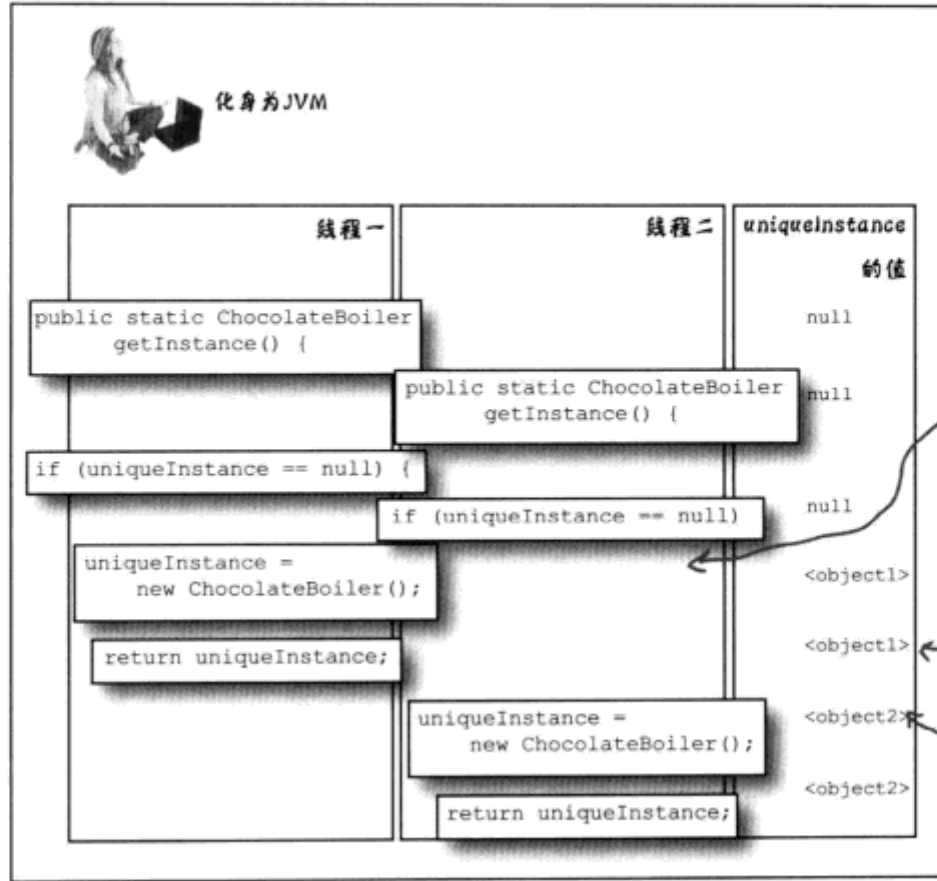 化身为JVM
线程一
线程二
uniqueInstance
的值
public static ChocolateBoiler
getInstance() {
null
public static ChocolateBoiler
getInstance() {
null
if (uniqueInstance == null) {
if (uniqueInstance == null)
null
uniqueInstance =
new ChocolateBoiler();
<object1>
return uniqueInstance;
<object1>
uniqueInstance =
new ChocolateBoiler();
<object2>
return uniqueInstance;
<object2>